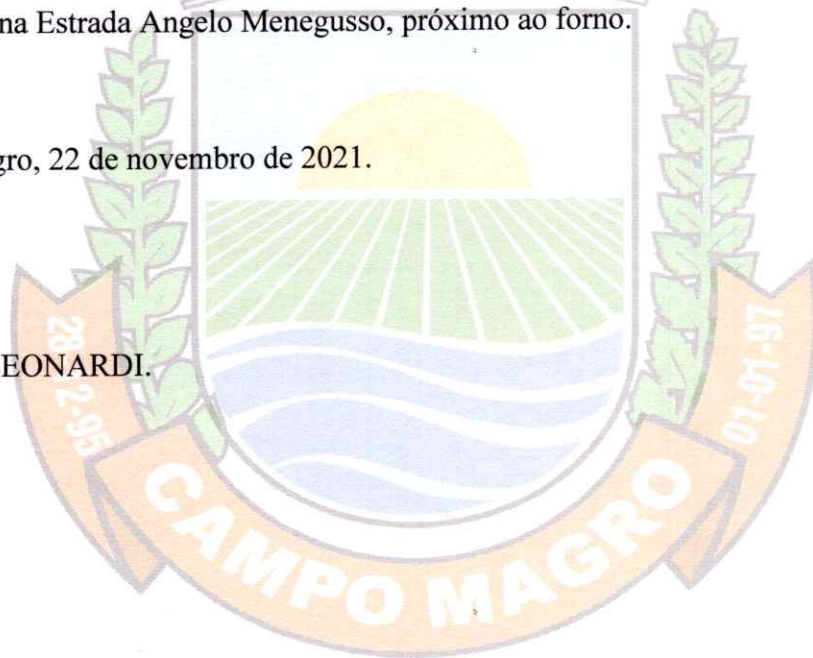 na Estrada Angelo Menegusso, próximo ao forno.
gro, 22 de novembro de 2021.
EONARDI.
28-12-95
01-01-97
CAMPO MAGRO